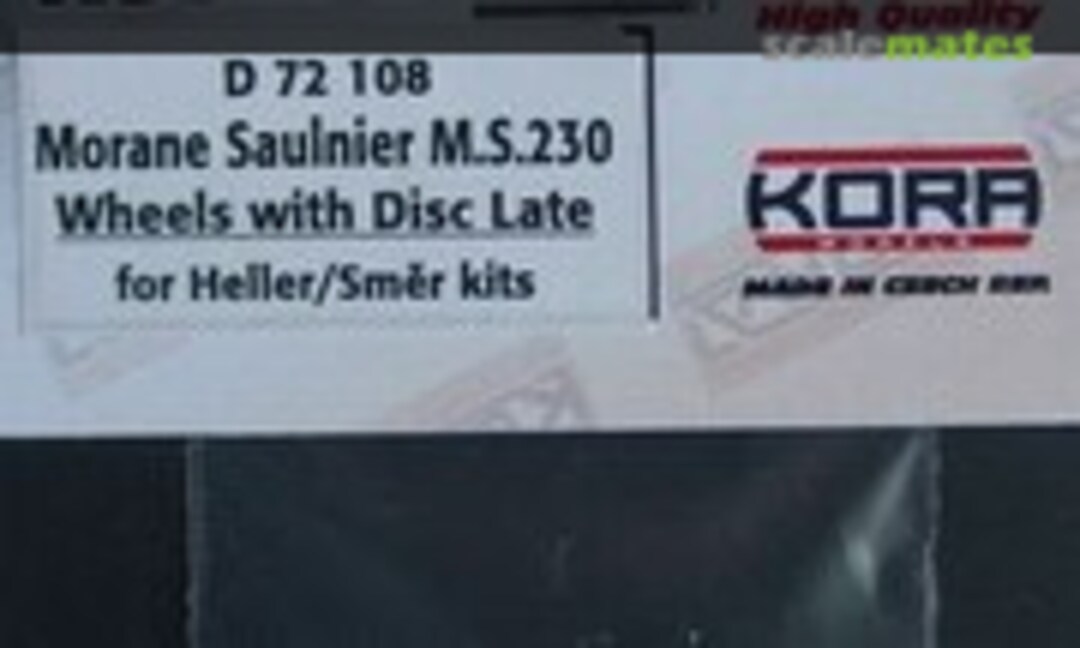 High Quality
scalemates
D 72 108
Morane Saulnier M.S.230
Wheels with Disc Late
for Heller/Směr kits
KORA
MODELS
MADE IN CZECH REP.